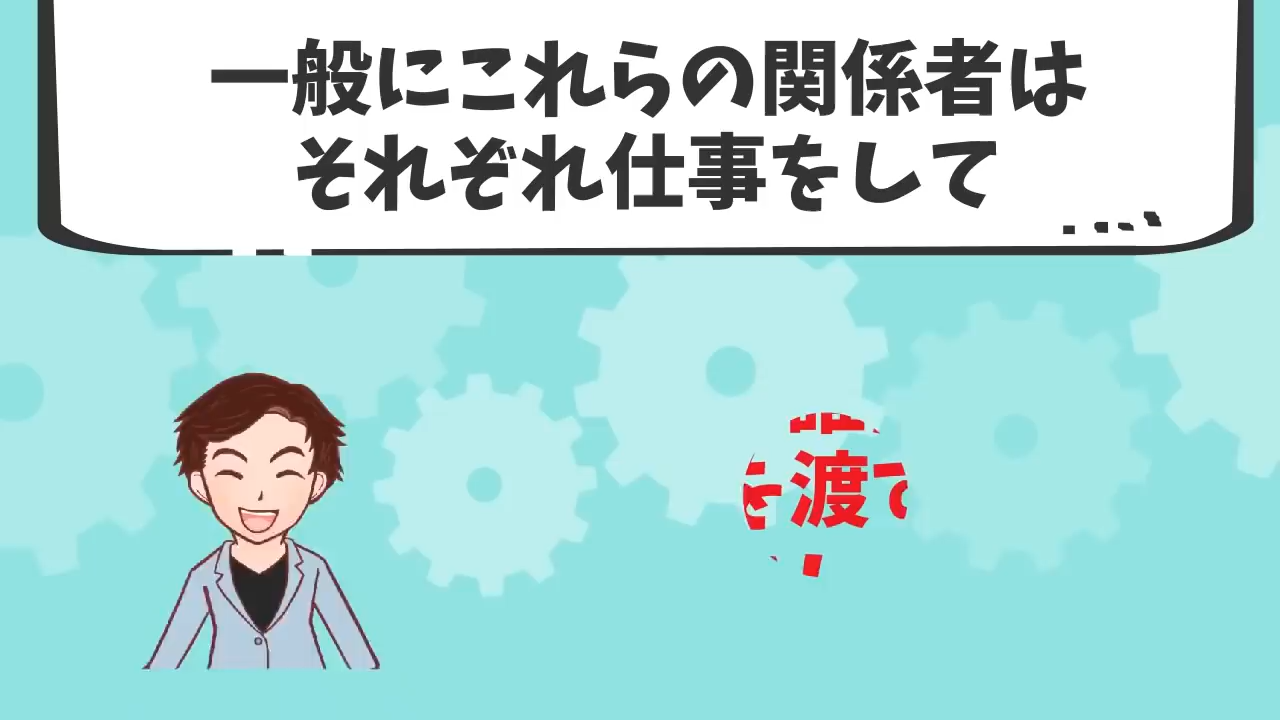 一般にこれらの関係者は
それぞれ仕事をして
を渡